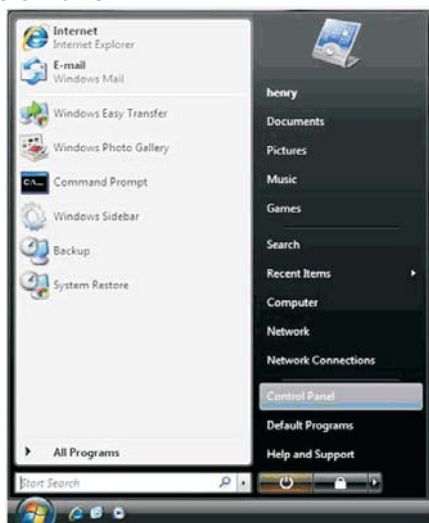 Internet
Internet Explorer
E-mail
Windows Mail
Windows Easy Transfer
Windows Photo Gallery
Command Prompt
Windows Sidebar
Backup
System Restore
All Programs
Start Search
henry
Documents
Pictures
Music
Games
Search
Recent Items
Computer
Network
Network Connections
Control Panel
Default Programs
Help and Support